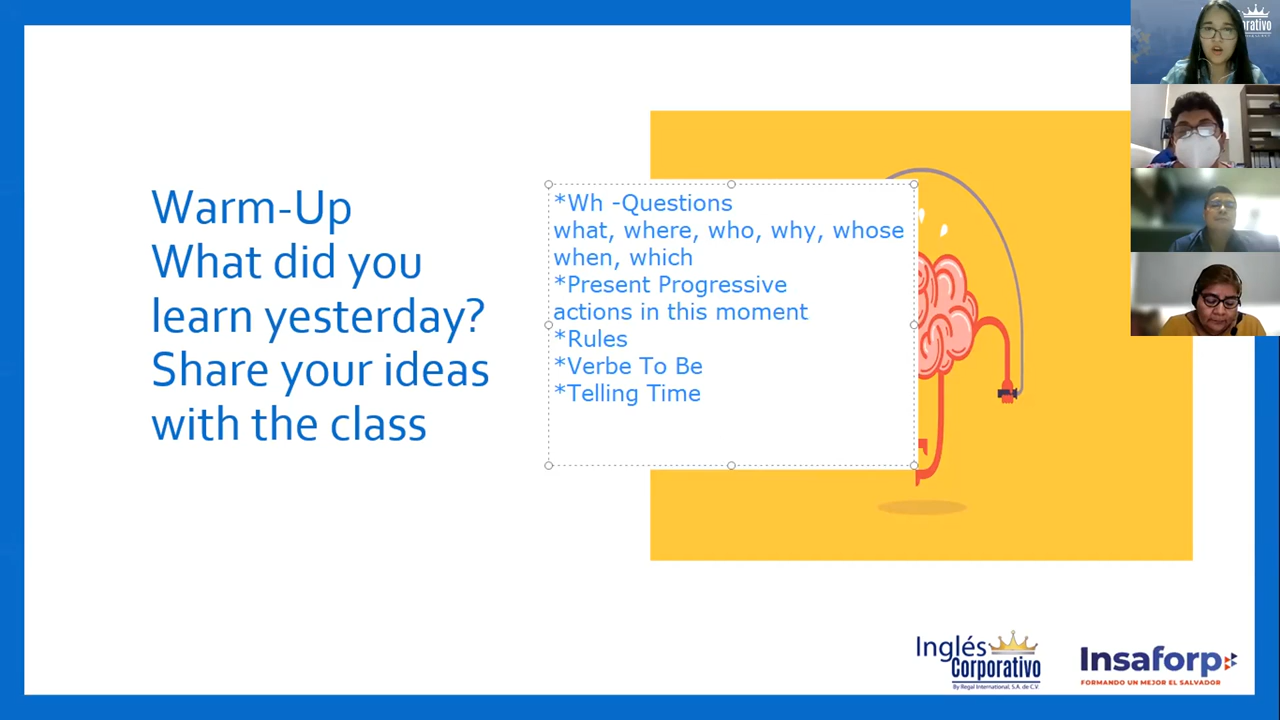 Warm-Up
What did you
learn yesterday?
Share your ideas
with the class
*Wh -Questions
what, where, who, why, whose
when, which
*Present Progressive
actions in this moment
*Rules
*Verbe To Be
*Telling Time
Inglés
Corporativo
By Regal International, S.A. de C.V.
Insaforp
FORMANDO UN MEJOR EL SALVADOR